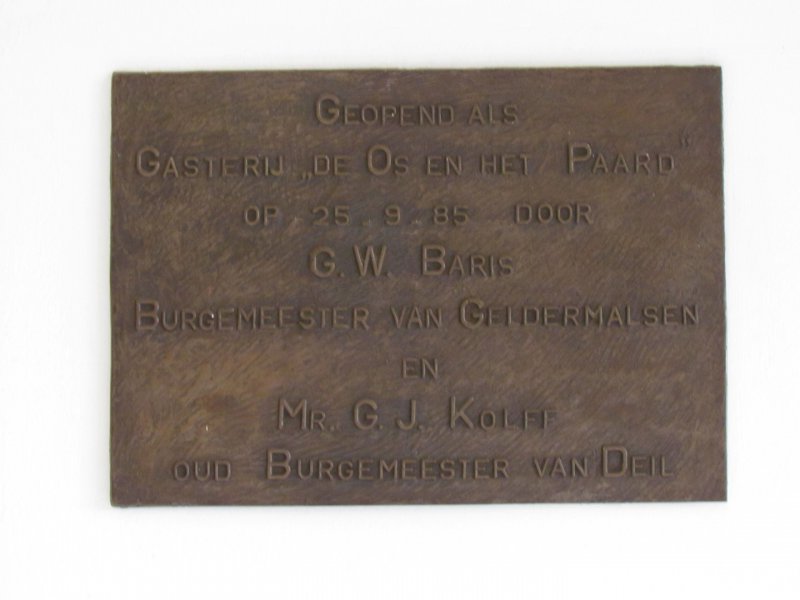 GEOPEND ALS
GASTERIJ „DE OS EN HET PAARD"
OP 25.9.85 DOOR
G.W. BARIS
BURGEMEESTER VAN GELDERMALSEN
EN
MR. G.J. KOLFF
OUD BURGEMEESTER VAN DEIL